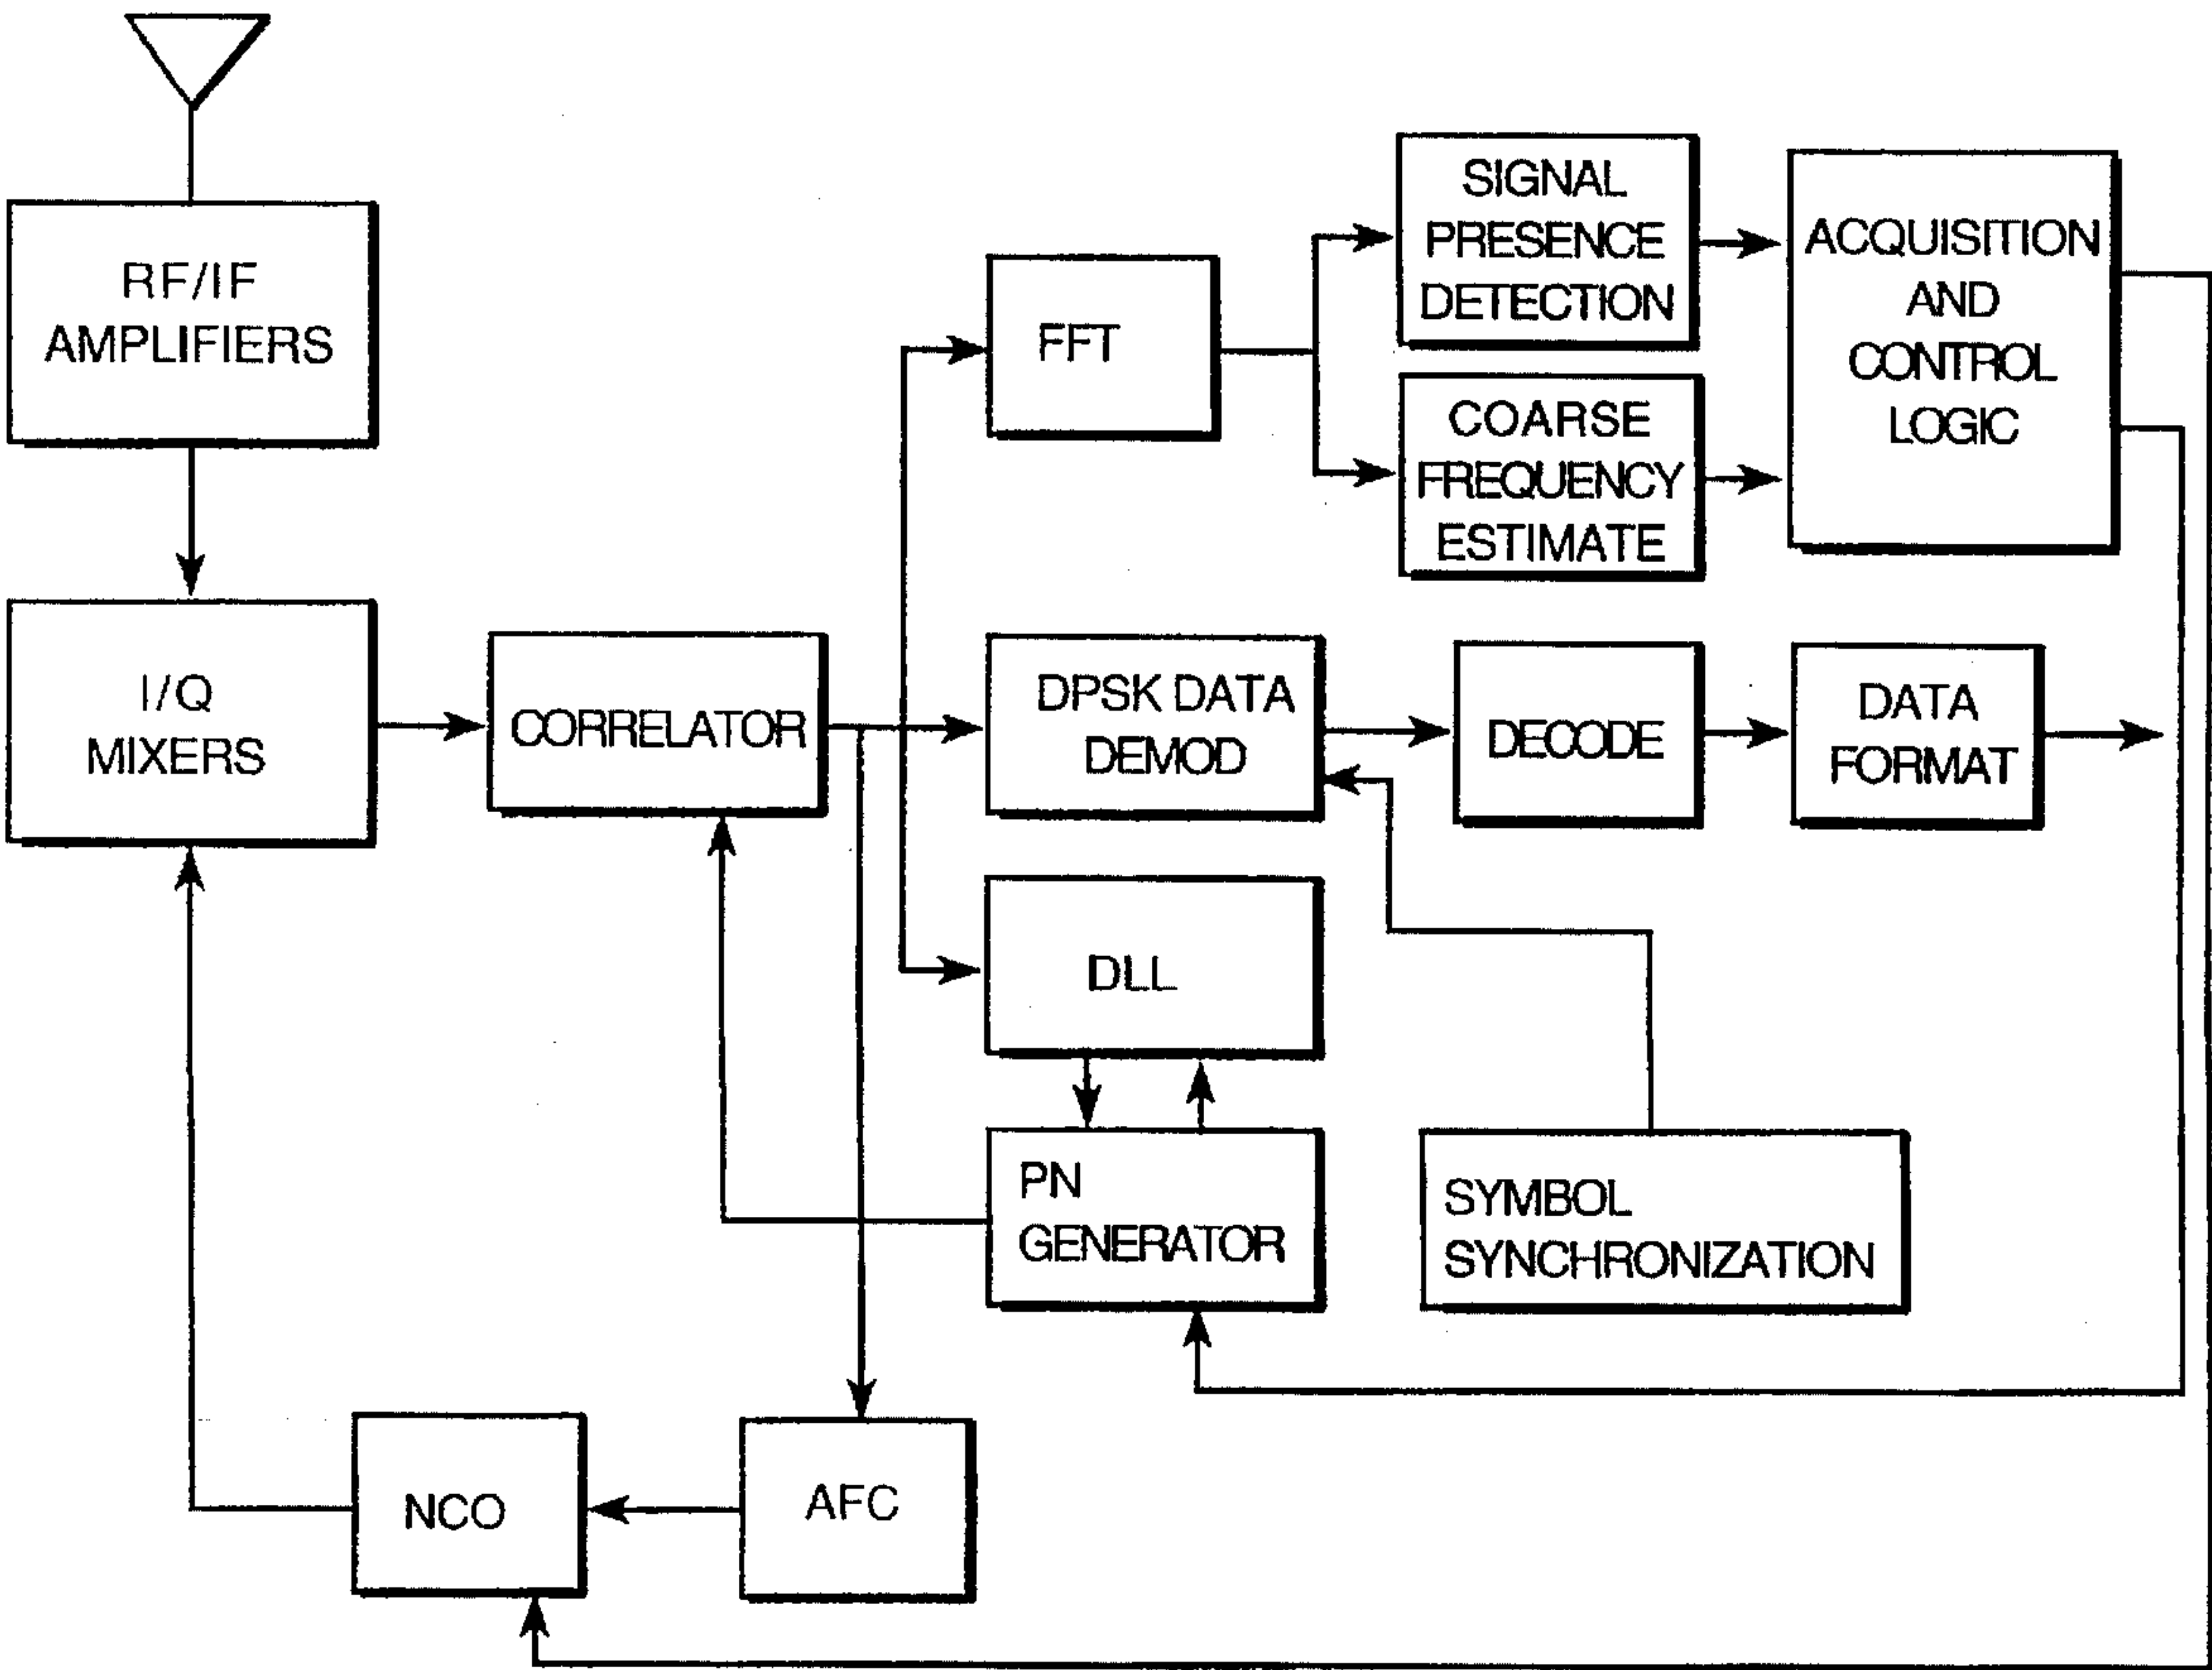 RF/IF
AMPLIFIERS
I/Q
MIXERS
CORRELATOR
FFT
SIGNAL
PRESENCE
DETECTION
COARSE
FREQUENCY
ESTIMATE
ACQUISITION
AND
CONTROL
LOGIC
DPSK DATA
DEMOD
DECODE
DATA
FORMAT
DLL
PN
GENERATOR
SYMBOL
SYNCHRONIZATION
NCO
AFC